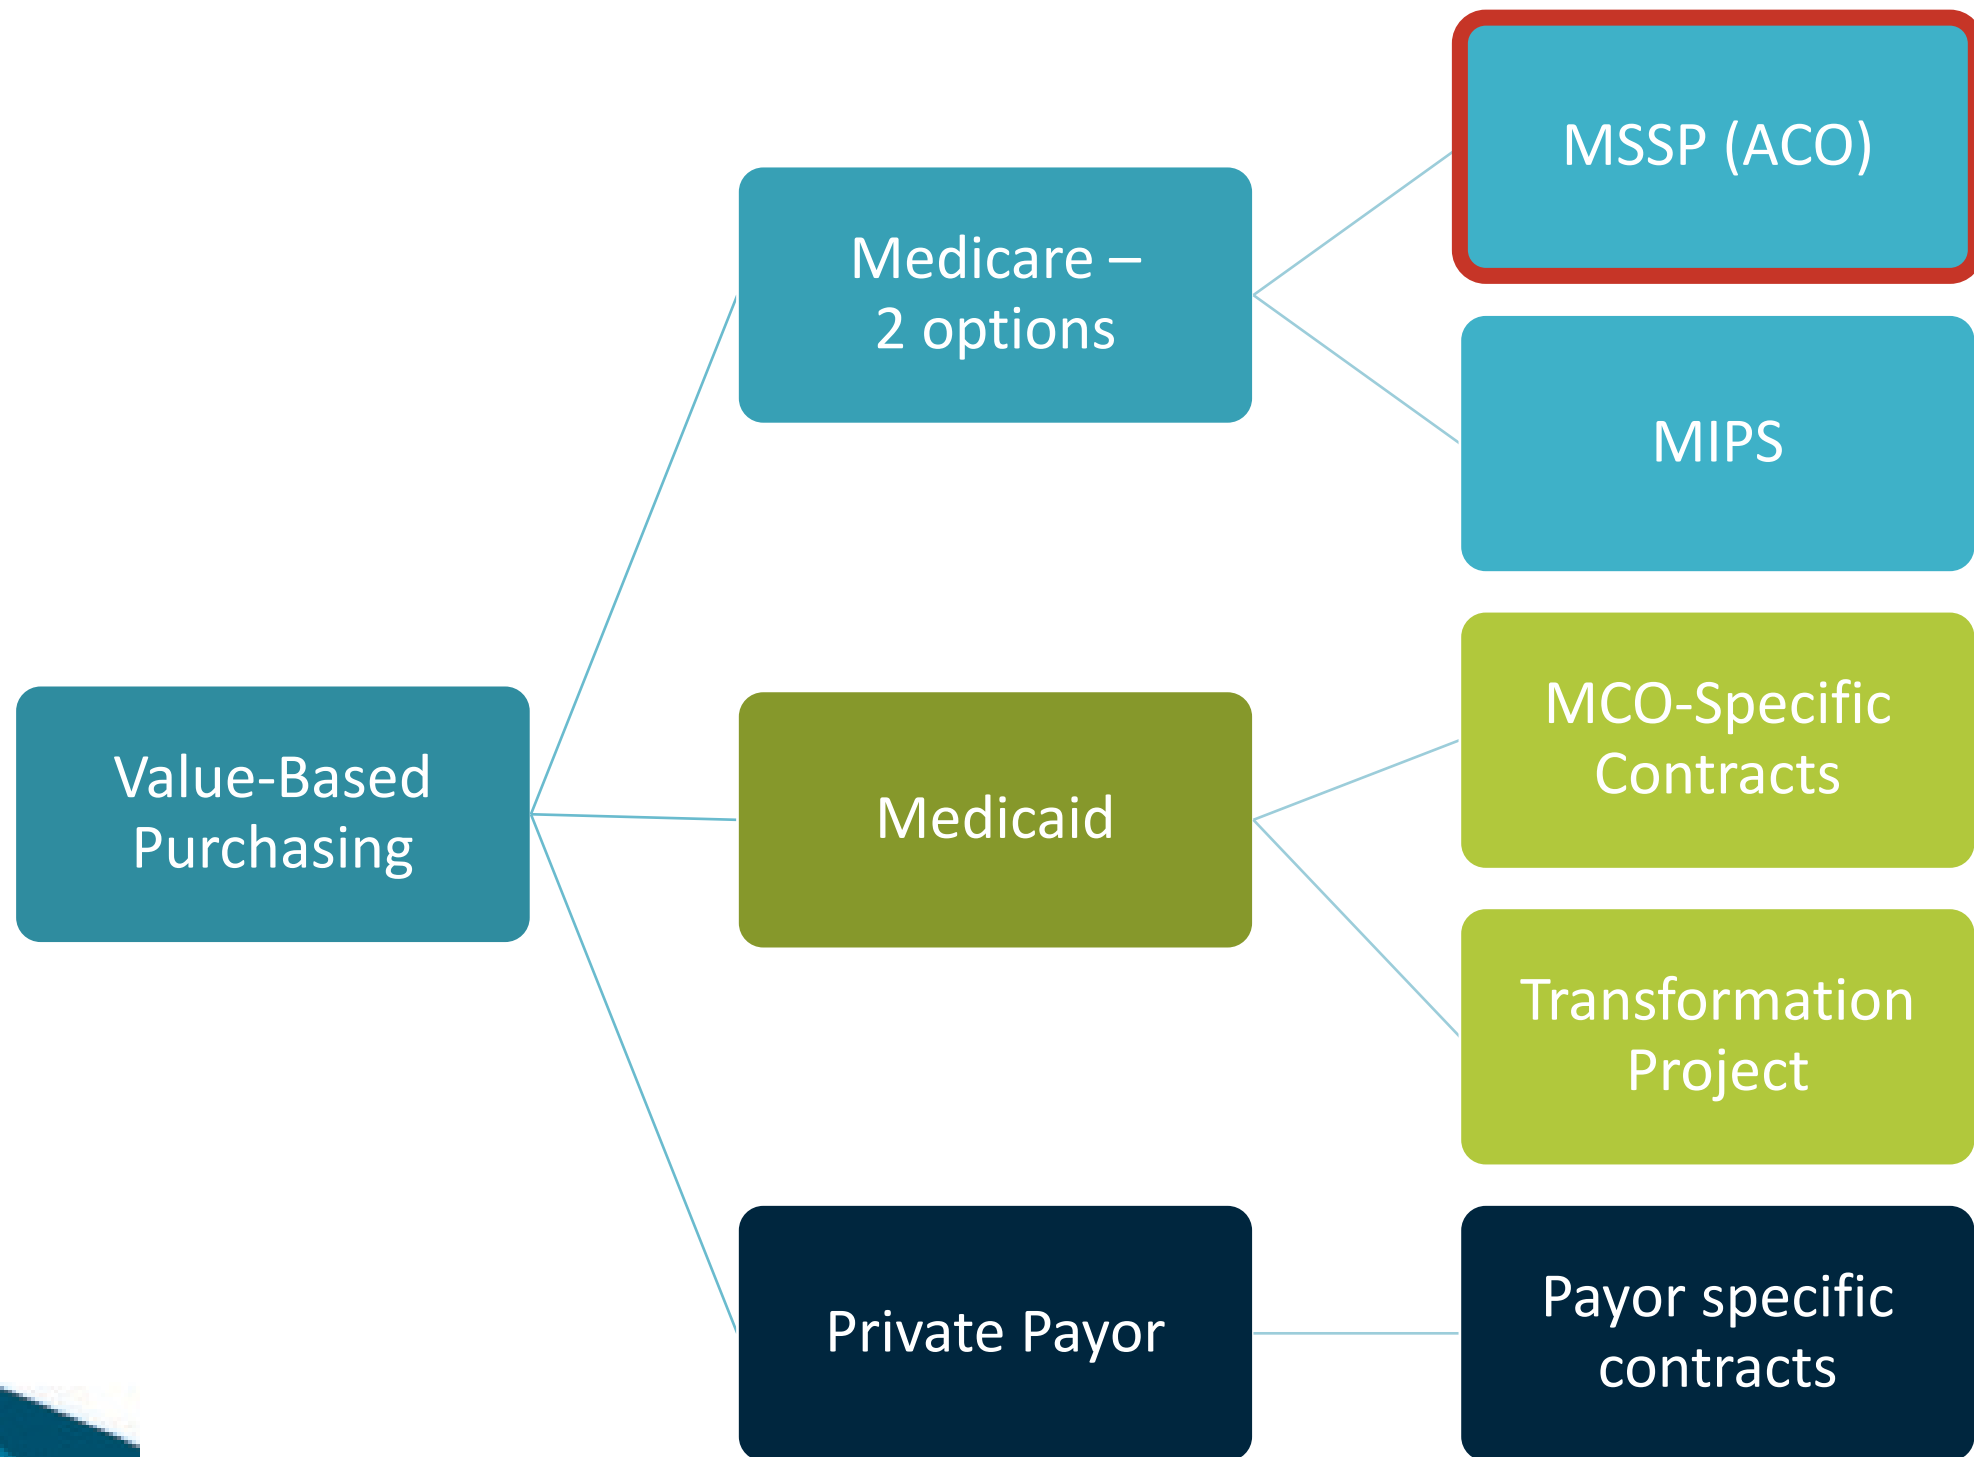 Value-Based
Purchasing
Medicare –
2 options
MSSP (ACO)
MIPS
Medicaid
MCO-Specific
Contracts
Transformation
Project
Private Payor
Payor specific
contracts